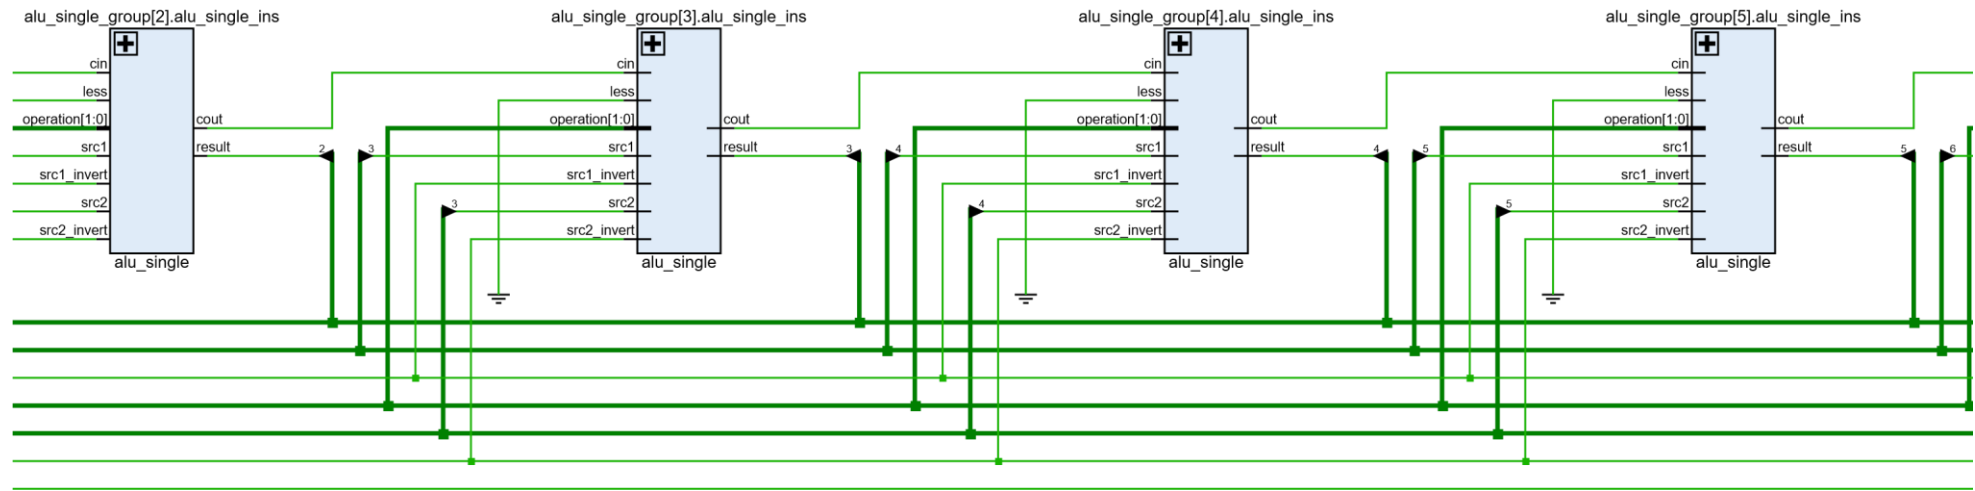 alu_single_group[2].alu_single_ins
cin
less
operation[1:0]
src1
src1_invert
src2
src2_invert
cout
result
alu_single
2
3
3
alu_single_group[3].alu_single_ins
cin
less
operation[1:0]
src1
src1_invert
src2
src2_invert
cout
result
alu_single
3
4
4
alu_single_group[4].alu_single_ins
cin
less
operation[1:0]
src1
src1_invert
src2
src2_invert
cout
result
alu_single
4
5
5
alu_single_group[5].alu_single_ins
cin
less
operation[1:0]
src1
src1_invert
src2
src2_invert
cout
result
alu_single
5
6